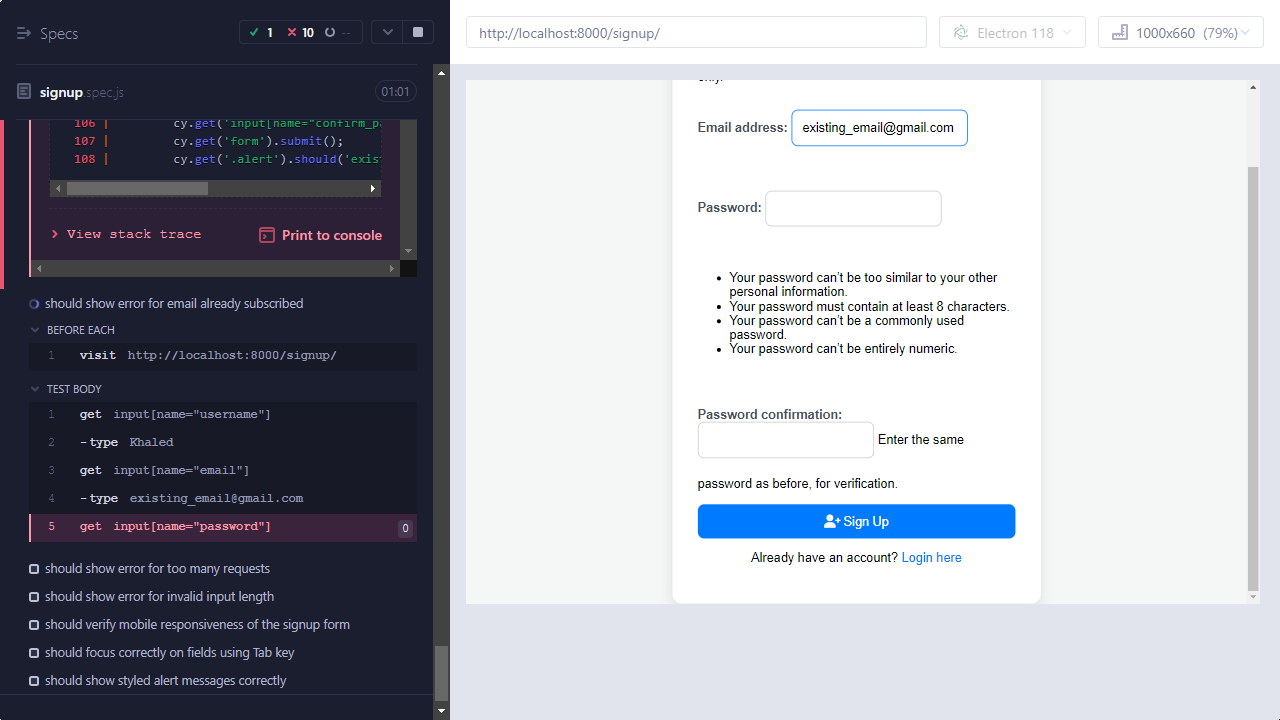 Specs
1
10
--
signup.spec.js
01:01
106 | cy.get('input[name="confirm_pa
107 | cy.get('form').submit();
108 | cy.get('.alert').should('exist
> View stack trace
Print to console
should show error for email already subscribed
BEFORE EACH
1 visit http://localhost:8000/signup/
TEST BODY
1 get input[name="username"]
2 -type Khaled
3 get input[name="email"]
4 -type existing_email@gmail.com
5 get input[name="password"] 0
should show error for too many requests
should show error for invalid input length
should verify mobile responsiveness of the signup form
should focus correctly on fields using Tab key
should show styled alert messages correctly
http://localhost:8000/signup/
Electron 118
1000x660 (79%)
only.
Email address: existing_email@gmail.com
Password:
• Your password can't be too similar to your other
personal information.
• Your password must contain at least 8 characters.
• Your password can't be a commonly used
password.
• Your password can't be entirely numeric.
Password confirmation:
Enter the same
password as before, for verification.
Sign Up
Already have an account? Login here